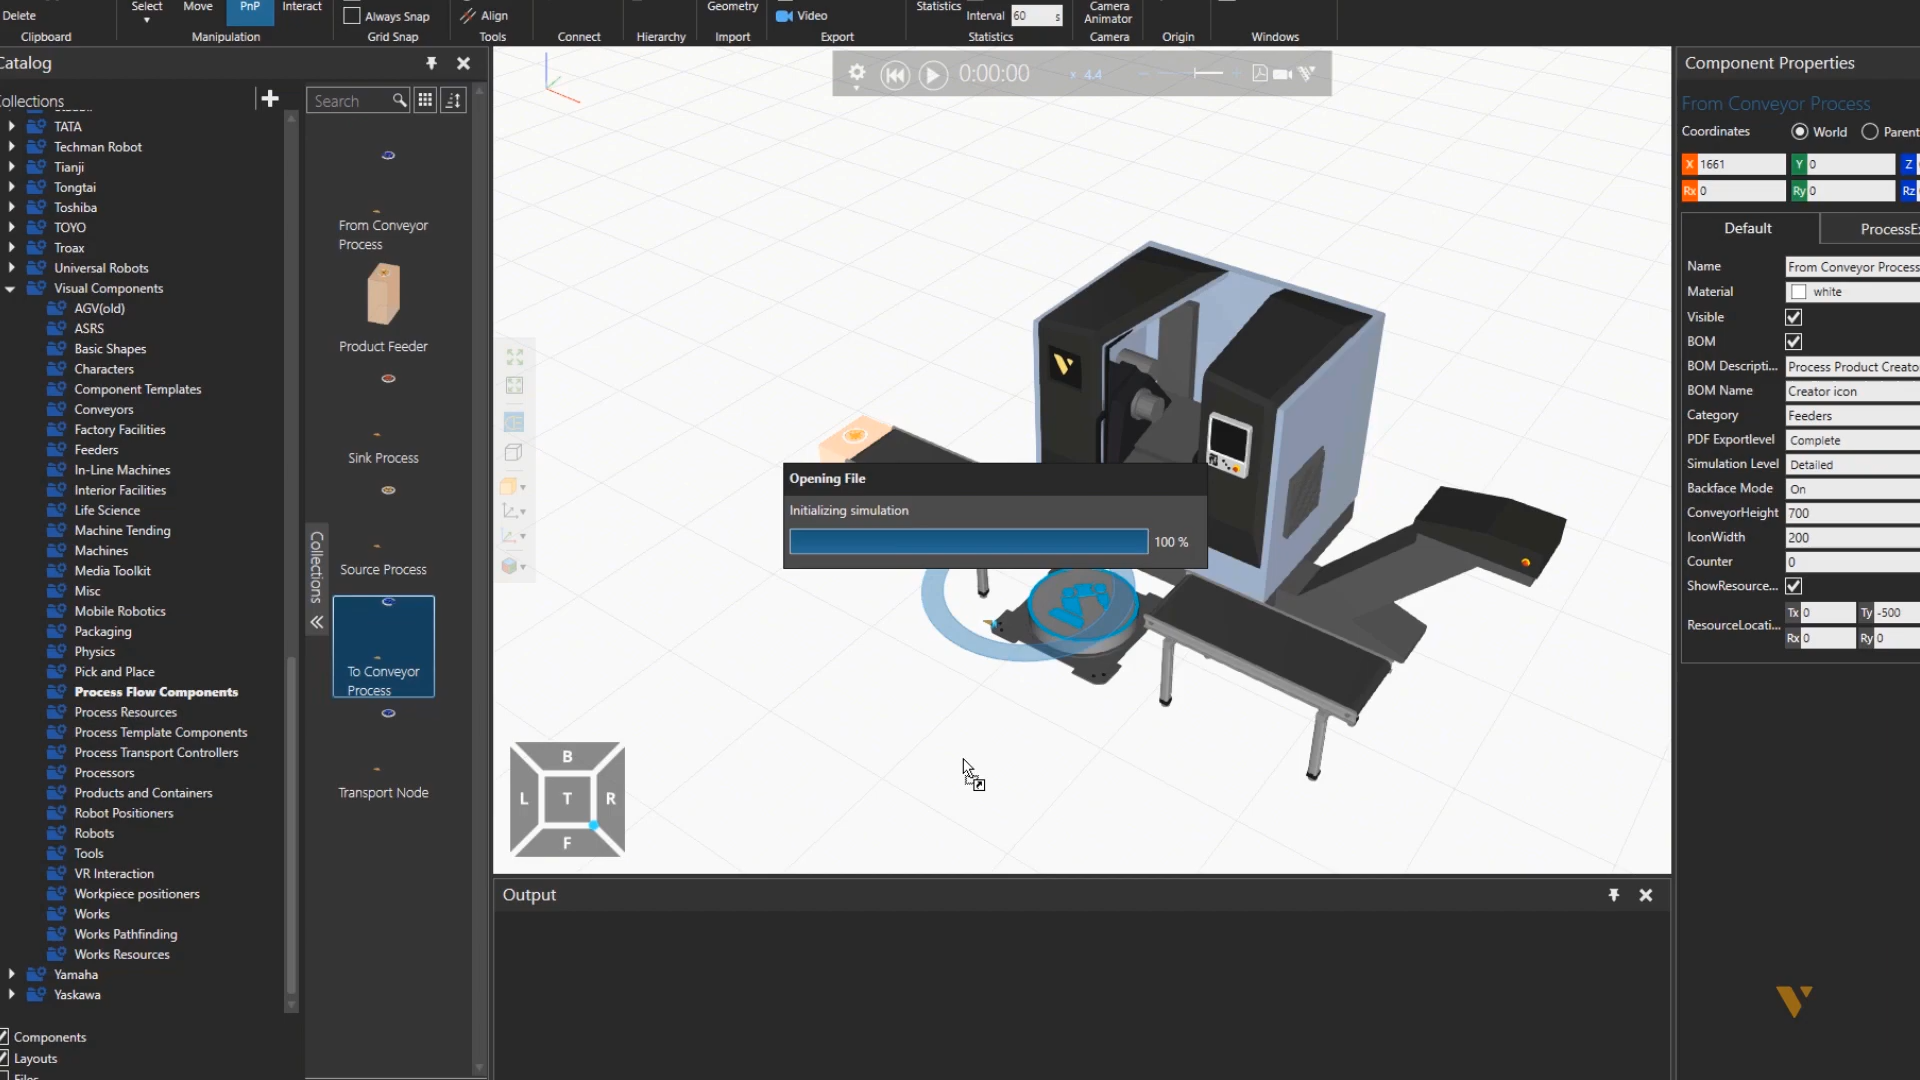 Delete
Select
Move
PnP
Interact
Always Snap
Align
Geometry
Video
Statistics
Interval 60 s
Camera Animator
Clipboard
Manipulation
Grid Snap
Tools
Connect
Hierarchy
Import
Export
Statistics
Camera
Origin
Windows
Catalog
Collections
TATA
Techman Robot
Tianji
Tongtai
Toshiba
TOYO
Troax
Universal Robots
Visual Components
AGV(old)
ASRS
Basic Shapes
Characters
Component Templates
Conveyors
Factory Facilities
Feeders
In-Line Machines
Interior Facilities
Life Science
Machine Tending
Machines
Media Toolkit
Misc
Mobile Robotics
Packaging
Physics
Pick and Place
Process Flow Components
Process Resources
Process Template Components
Process Transport Controllers
Processors
Products and Containers
Robot Positioners
Robots
Tools
VR Interaction
Workpiece positioners
Works
Works Pathfinding
Works Resources
Yamaha
Yaskawa
Components
Layouts
Search
From Conveyor
Process
Product Feeder
Sink Process
Source Process
To Conveyor
Process
Transport Node
Collections
0:00:00
x 4.4
Opening File
Initializing simulation
100 %
B
L T R
F
Output
Component Properties
From Conveyor Process
Coordinates World Parent
X 1661 Y 0 Z
Rx 0 Ry 0 Rz
Default ProcessEx
Name From Conveyor Process
Material white
Visible
BOM
BOM Descripti... Process Product Creato
BOM Name Creator icon
Category Feeders
PDF Exportlevel Complete
Simulation Level Detailed
Backface Mode On
ConveyorHeight 700
IconWidth 200
Counter 0
ShowResource...
ResourceLocati... Tx 0 Ty -500
Rx 0 Ry 0